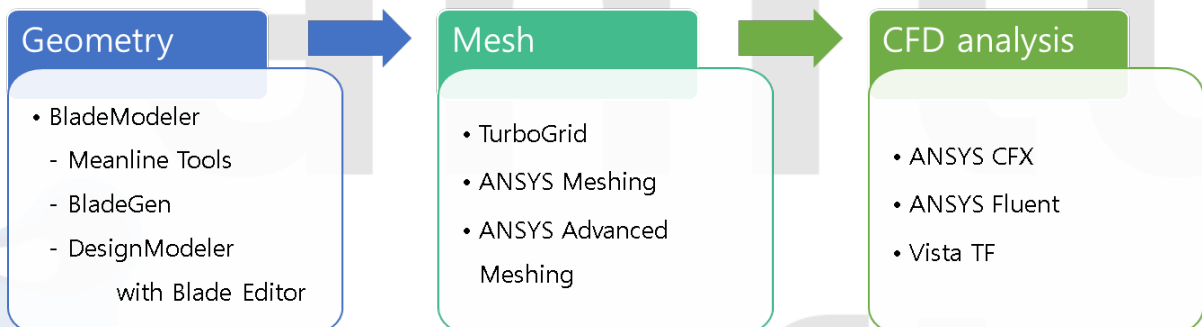 Geometry
• BladeModeler
- Meanline Tools
- BladeGen
- DesignModeler
with Blade Editor
Mesh
• TurboGrid
• ANSYS Meshing
• ANSYS Advanced
Meshing
CFD analysis
• ANSYS CFX
• ANSYS Fluent
• Vista TF